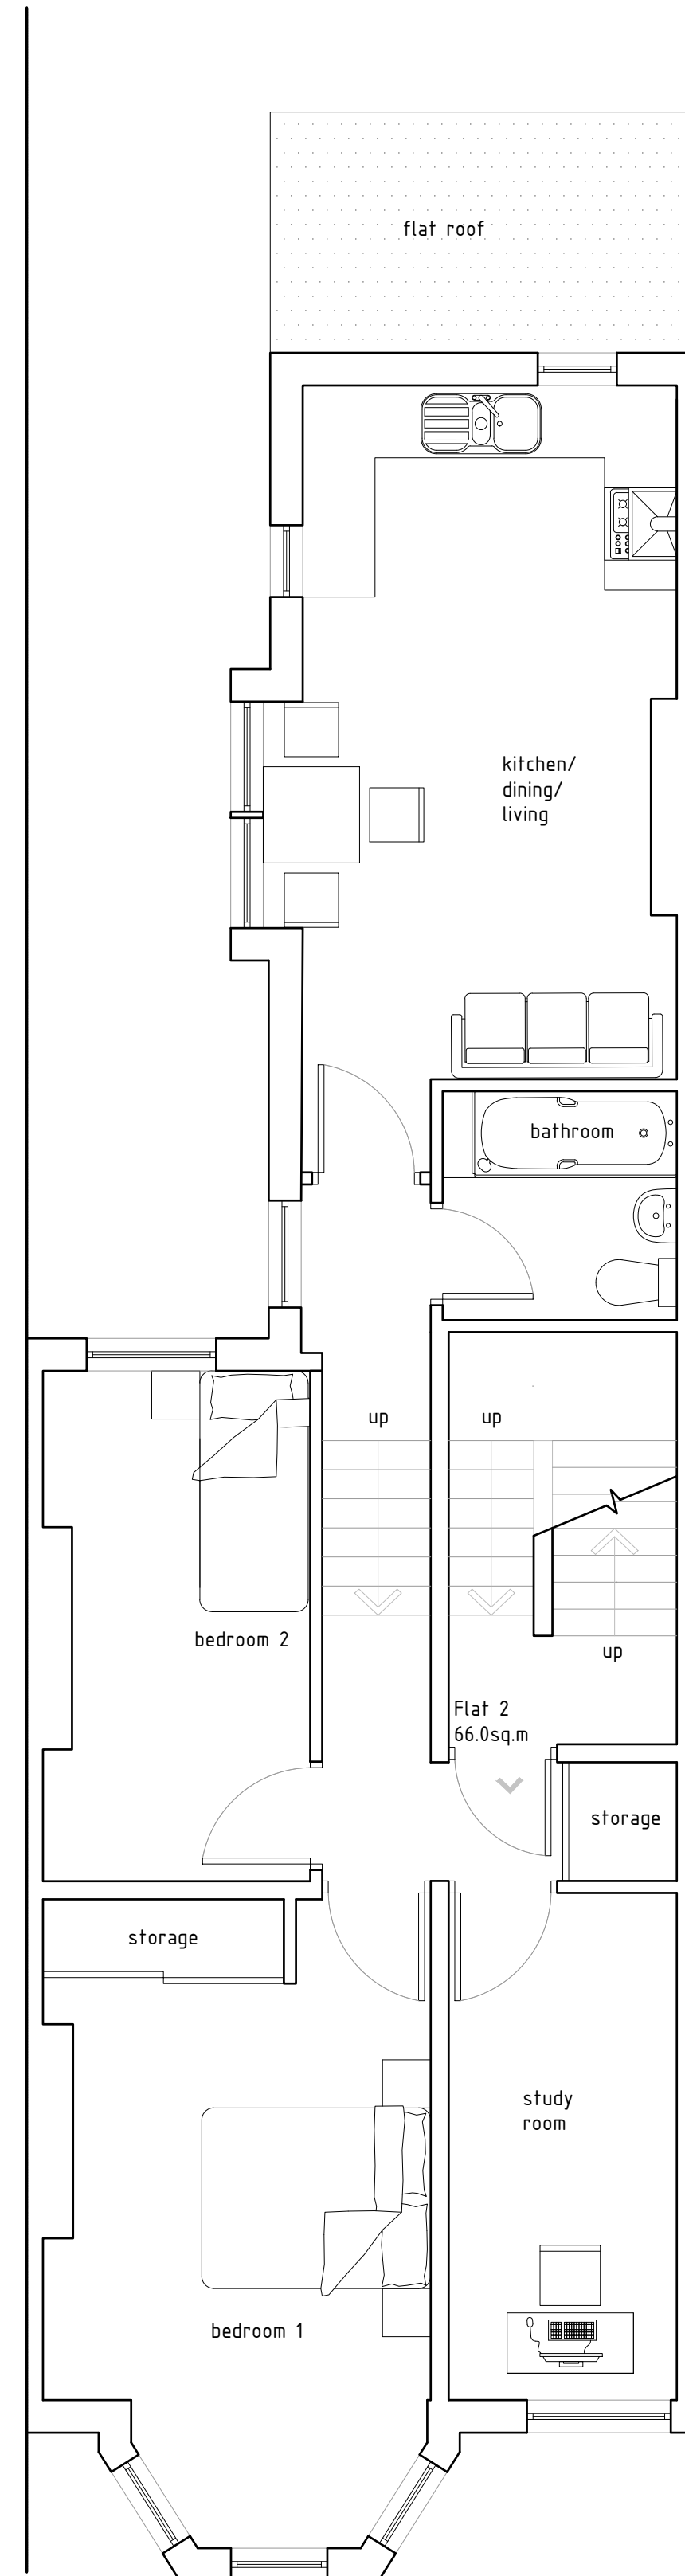 flat roof
kitchen/
dining/
living
bathroom
up
up
bedroom 2
up
Flat 2
66.0sq.m
storage
storage
study
room
bedroom 1